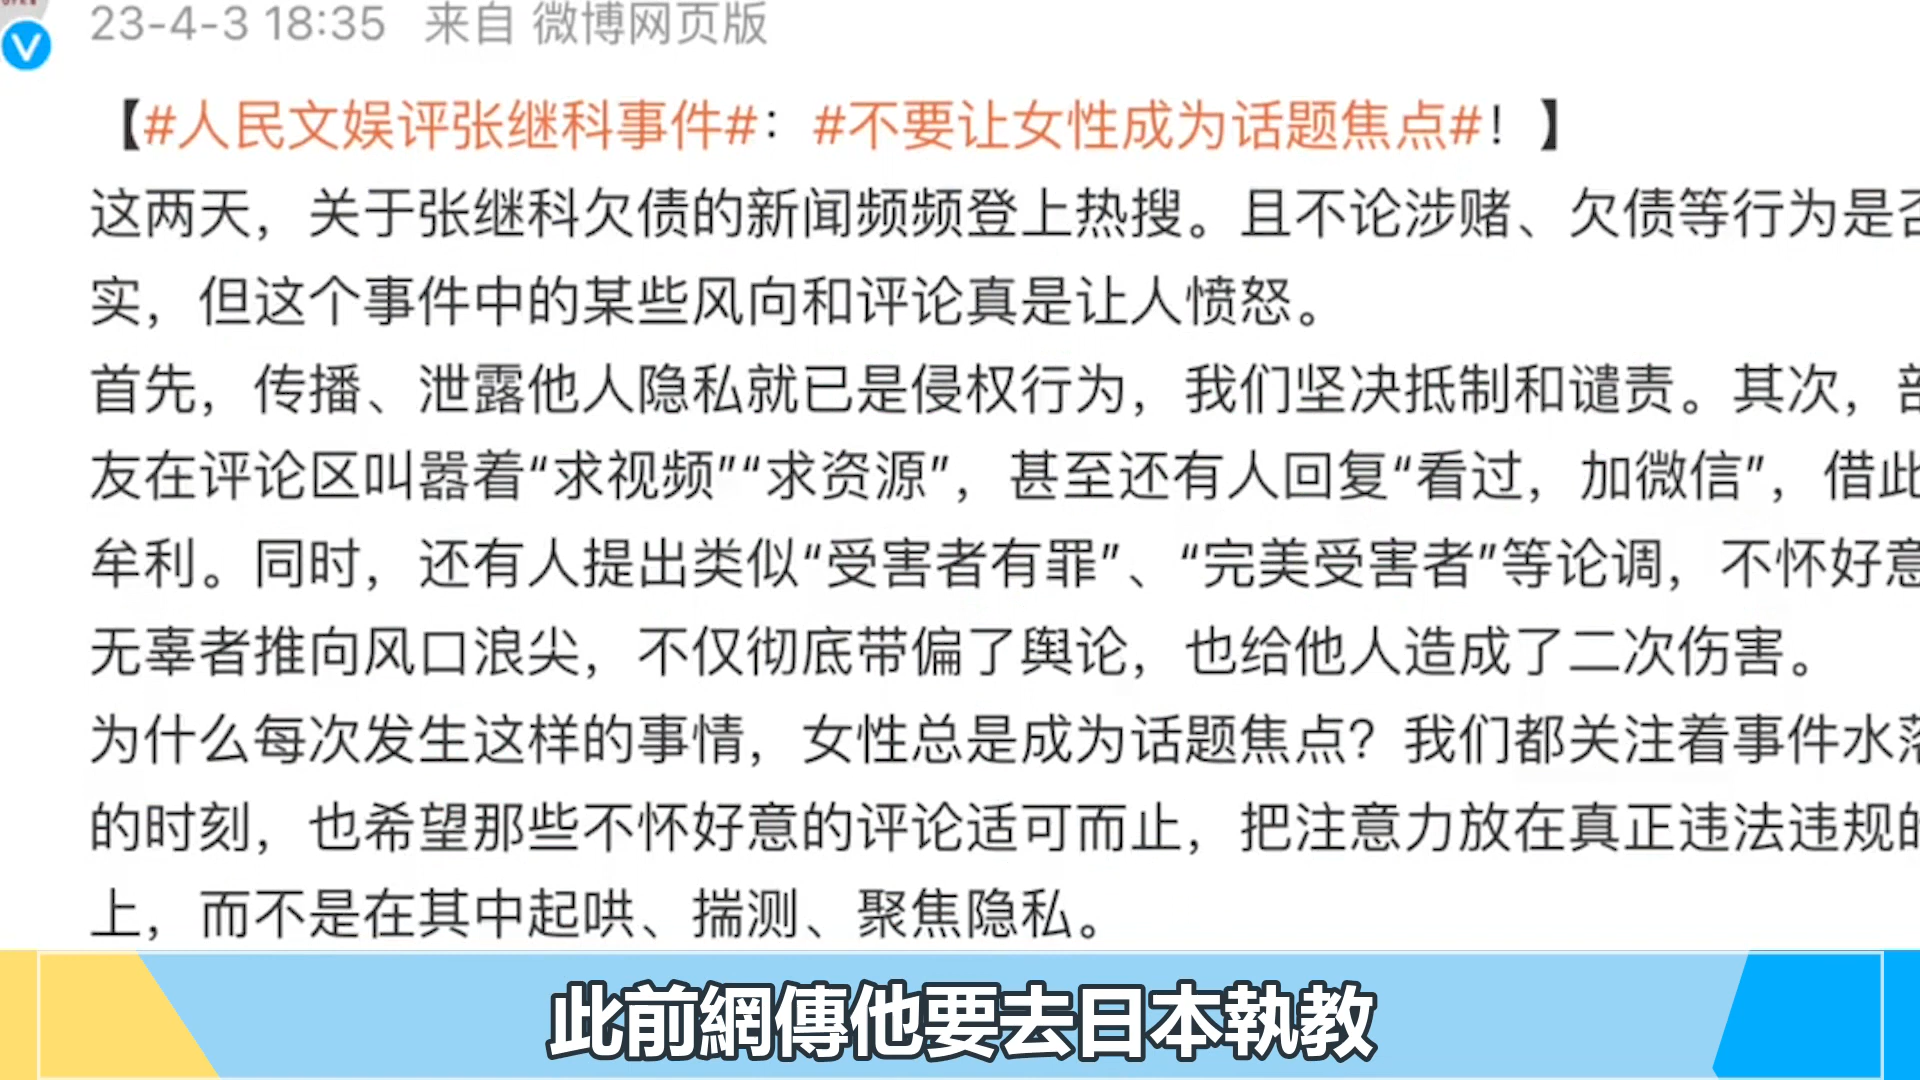 23-4-3 18:35 来自 微博网页版
【#人民文娱评张继科事件#：#不要让女性成为话题焦点#！】
这两天，关于张继科欠债的新闻频频登上热搜。且不论涉赌、欠债等行为是否
实，但这个事件中的某些风向和评论真是让人愤怒。
首先，传播、泄露他人隐私就已是侵权行为，我们坚决抵制和谴责。其次，
友在评论区叫嚣着“求视频”“求资源”，甚至还有人回复“看过，加微信”，借此
牟利。同时，还有人提出类似“受害者有罪”、“完美受害者”等论调，不怀好意
无辜者推向风口浪尖，不仅彻底带偏了舆论，也给他人造成了二次伤害。
为什么每次发生这样的事情，女性总是成为话题焦点？我们都关注着事件水落
的时刻，也希望那些不怀好意的评论适可而止，把注意力放在真正违法违规的
上，而不是在其中起哄、揣测、聚焦隐私。
此前網傳他要去日本執教